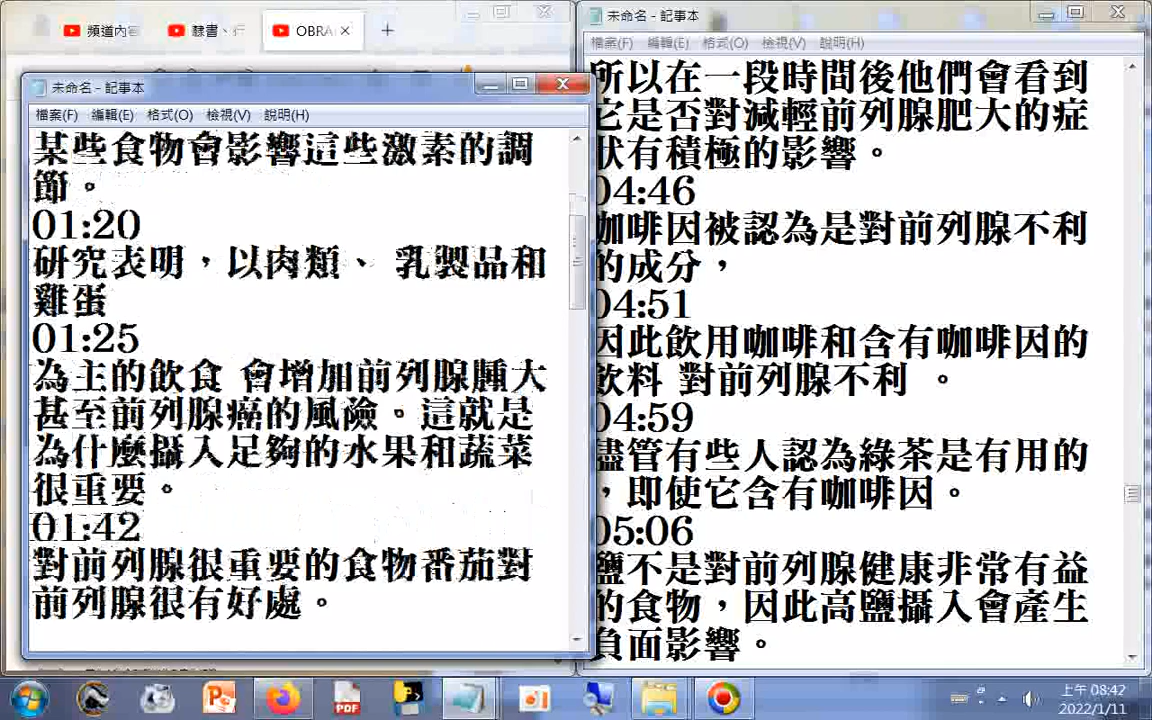 頻道內容
隸書、行
OBRA
未命名 - 記事本
檔案(F) 編輯(E) 格式(O) 檢視(V) 說明(H)
某些食物會影響這些激素的調
節。
01:20
研究表明，以肉類、 乳製品和
雞蛋
01:25
為主的飲食 會增加前列腺腫大
甚至前列腺癌的風險。這就是
為什麼攝入足夠的水果和蔬菜
很重要。
01:42
對前列腺很重要的食物番茄對
前列腺很有好處。
未命名 - 記事本
檔案(F) 編輯(E) 格式(O) 檢視(V) 說明(H)
所以在一段時間後他們會看到
它是否對減輕前列腺肥大的症
狀有積極的影響。
04:46
咖啡因被認為是對前列腺不利
的成分，
04:51
因此飲用咖啡和含有咖啡因的
飲料 對前列腺不利 。
04:59
儘管有些人認為綠茶是有用的
，即使它含有咖啡因。
05:06
鹽不是對前列腺健康非常有益
的食物，因此高鹽攝入會產生
負面影響。
PDF
上午 08:42
2022/1/11